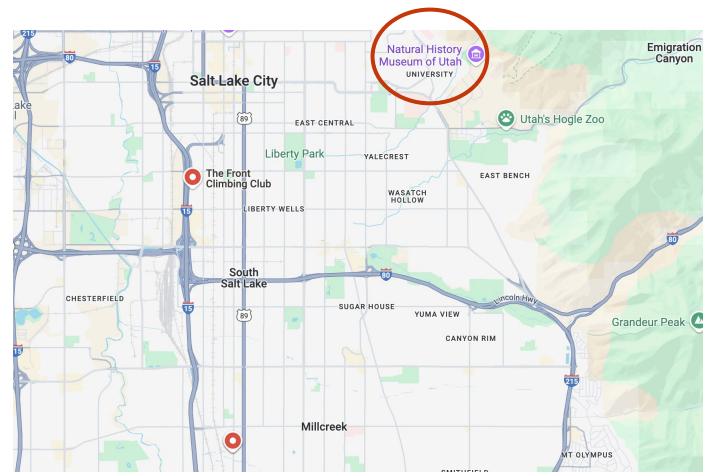 215
80
15
Natural History
Museum of Utah
UNIVERSITY
Emigration
Canyon
Salt Lake City
ake
89
EAST CENTRAL
Utah's Hogle Zoo
Liberty Park
YALECREST
The Front
Climbing Club
EAST BENCH
WASATCH
HOLLOW
15
LIBERTY WELLS
80
South
Salt Lake
80
CHESTERFIELD
Lincoln Hwy
15
SUGAR HOUSE
89
YUMA VIEW
Grandeur Peak
CANYON RIM
15
215
Millcreek
MT OLYMPUS